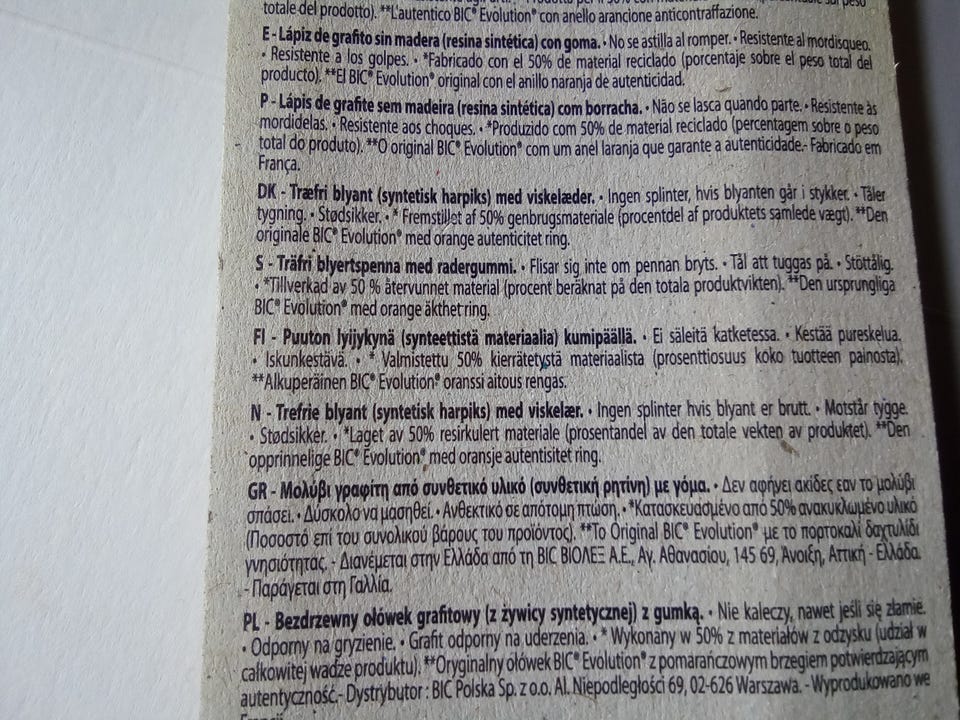 totale del prodotto). **L'autentico BIC® Evolution® con anello arancione anticontraffazione.
E - Lápiz de grafito sin madera (resina sintética) con goma. • No se astilla al romper. • Resistente al mordisqueo.
• Resistente a los golpes. • *Fabricado con el 50% de material reciclado (porcentaje sobre el peso total del
producto). **El BIC® Evolution® original con el anillo naranja de autenticidad.
P - Lápis de grafite sem madeira (resina sintética) com borracha. • Não se lasca quando parte. • Resistente às
mordidelas. • Resistente aos choques. • *Produzido com 50% de material reciclado (percentagem sobre o peso
total do produto). **O original BIC® Evolution® com um anel laranja que garante a autenticidade.- Fabricado em
França.
DK - Træfri blyant (syntetisk harpiks) med viskelæder. • Ingen splinter, hvis blyanten går i stykker. • Tåler
tygning. • Stødsikker. • * Fremstillet af 50% genbrugsmateriale (procentdel af produktets samlede vægt). **Den
originale BIC® Evolution® med orange autenticitet ring.
S - Träfri blyertspenna med radergummi. • Flisar sig inte om pennan bryts. • Tål att tuggas på. • Stöttålig.
• *Tillverkad av 50 % återvunnet material (procent beräknat på den totala produktvikten). **Den ursprungliga
BIC® Evolution® med orange äkthet ring.
FI - Puuton lyijykynä (synteettistä materiaalia) kumipäällä. • Ei säleitä katketessa. • Kestää pureskelua.
• Iskunkestävä. • * Valmistettu 50% kierrätetystä materiaalista (prosenttiosuus koko tuotteen painosta).
**Alkuperäinen BIC® Evolution® oranssi aitous rengas.
N - Trefrie blyant (syntetisk harpiks) med viskelær. • Ingen splinter hvis blyant er brutt. • Motstår tygge.
• Stødsikker. • *Laget av 50% resirkulert materiale (prosentandel av den totale vekten av produktet). **Den
opprinnelige BIC® Evolution® med oransje autentisitet ring.
GR - Μολύβι γραφίτη από συνθετικό υλικό (συνθετική ρητίνη) με γόμα. • Δεν αφήνει ακίδες εαν το μολύβι
σπάσει. • Δύσκολο να μασηθεί. • Ανθεκτικό σε απότομη πτώση. • *Κατασκευασμένο από 50% ανακυκλωμένο υλικό
(Ποσοστό επί του συνολικού βάρους του προϊόντος). **Το Original BIC® Evolution® με το πορτοκαλί δαχτυλίδι
γνησιότητας. - Διανέμεται στην Ελλάδα από τη BIC ΒΙΟΛΕΞ Α.Ε., Αγ. Αθανασίου, 145 69, Άνοιξη, Αττική - Ελλάδα.
- Παράγεται στη Γαλλία.
PL - Bezdrzewny ołówek grafitowy (z żywicy syntetycznej) z gumką. • Nie kaleczy, nawet jeśli się złamie.
• Odporny na gryzienie. • Grafit odporny na uderzenia. • * Wykonany w 50% z materiałów z odzysku (udział w
całkowitej wadze produktu). **Oryginalny ołówek BIC® Evolution® z pomarańczowym brzegiem potwierdzającym
autentyczność.- Dystrybutor : BIC Polska Sp. z o.o. Al. Niepodległości 69, 02-626 Warszawa. - Wyprodukowano we